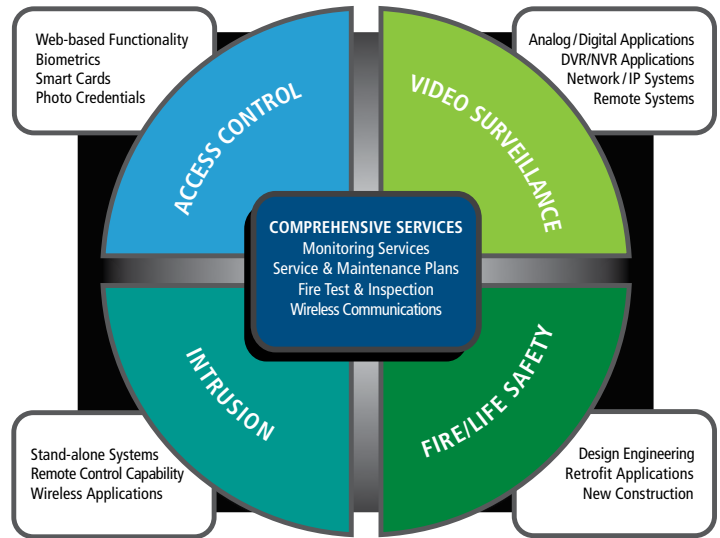 Web-based Functionality
Biometrics
Smart Cards
Photo Credentials
Analog/Digital Applications
DVR/NVR Applications
Network/IP Systems
Remote Systems
ACCESS CONTROL
VIDEO SURVEILLANCE
COMPREHENSIVE SERVICES
Monitoring Services
Service & Maintenance Plans
Fire Test & Inspection
Wireless Communications
INTRUSION
FIRE/LIFE SAFETY
Stand-alone Systems
Remote Control Capability
Wireless Applications
Design Engineering
Retrofit Applications
New Construction